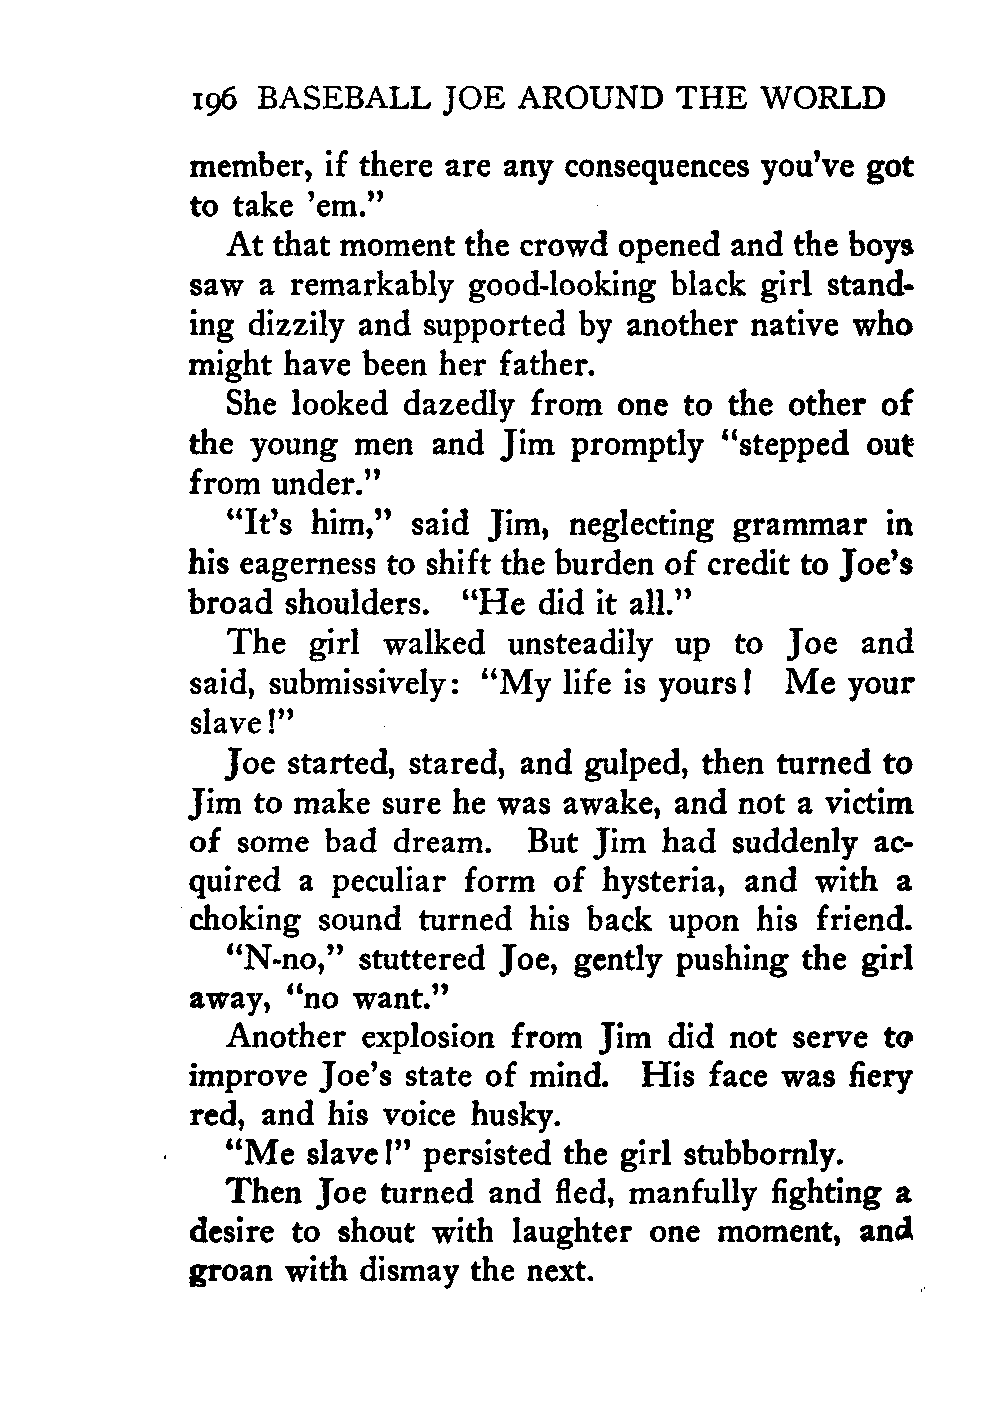 196 BASEBALL JOE AROUND THE WORLD
member, if there are any consequences you've got
to take 'em."
At that moment the crowd opened and the boys
saw a remarkably good-looking black girl stand-
ing dizzily and supported by another native who
might have been her father.
She looked dazedly from one to the other of
the young men and Jim promptly "stepped out
from under."
"It's him," said Jim, neglecting grammar in
his eagerness to shift the burden of credit to Joe's
broad shoulders. "He did it all."
The girl walked unsteadily up to Joe and
said, submissively: "My life is yours! Me your
slave!"
Joe started, stared, and gulped, then turned to
Jim to make sure he was awake, and not a victim
of some bad dream. But Jim had suddenly ac-
quired a peculiar form of hysteria, and with a
choking sound turned his back upon his friend.
"N-no," stuttered Joe, gently pushing the girl
away, "no want."
Another explosion from Jim did not serve to
improve Joe's state of mind. His face was fiery
red, and his voice husky.
"Me slave!" persisted the girl stubbornly.
Then Joe turned and fled, manfully fighting a
desire to shout with laughter one moment, and
groan with dismay the next.